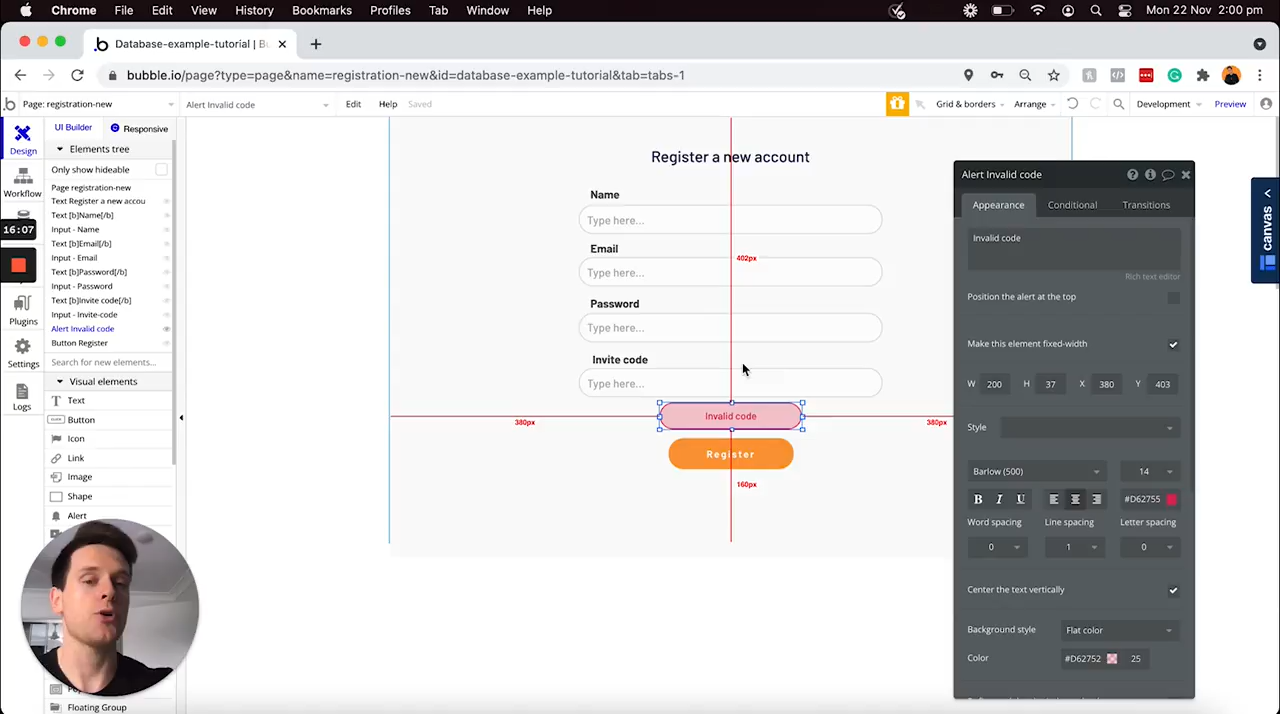 Chrome File Edit View History Bookmarks Profiles Tab Window Help Mon 22 Nov 2:00 pm
Database-example-tutorial | Bu
bubble.io/page?type=page&name=registration-new&id=database-example-tutorial&tab=tabs-1
Page: registration-new Alert Invalid code Edit Help Saved Grid & borders Arrange Development Preview
Design
Workflow
16:07
Plugins
Settings
Logs
UI Builder Responsive
Elements tree
Only show hideable
Page registration-new
Text Register a new accou
Text [b]Name[/b]
Input - Name
Text [b]Email[/b]
Input - Email
Text [b]Password[/b]
Input - Password
Text [b]Invite code[/b]
Input - Invite-code
Alert Invalid code
Button Register
Search for new elements...
Visual elements
Text
Button
Icon
Link
Image
Shape
Alert
Floating Group
Register a new account
Name
Type here...
402px
Email
Type here...
Password
Type here...
Invite code
Type here...
Invalid code
380px 380px
Register
160px
Alert Invalid code
Appearance Conditional Transitions
Invalid code
Rich text editor
Position the alert at the top
Make this element fixed-width
W 200 H 37 X 380 Y 403
Style
Barlow (500) 14
B I U #D62755
Word spacing Line spacing Letter spacing
0 1 0
Center the text vertically
Background style Flat color
Color #D62752 25
canvas